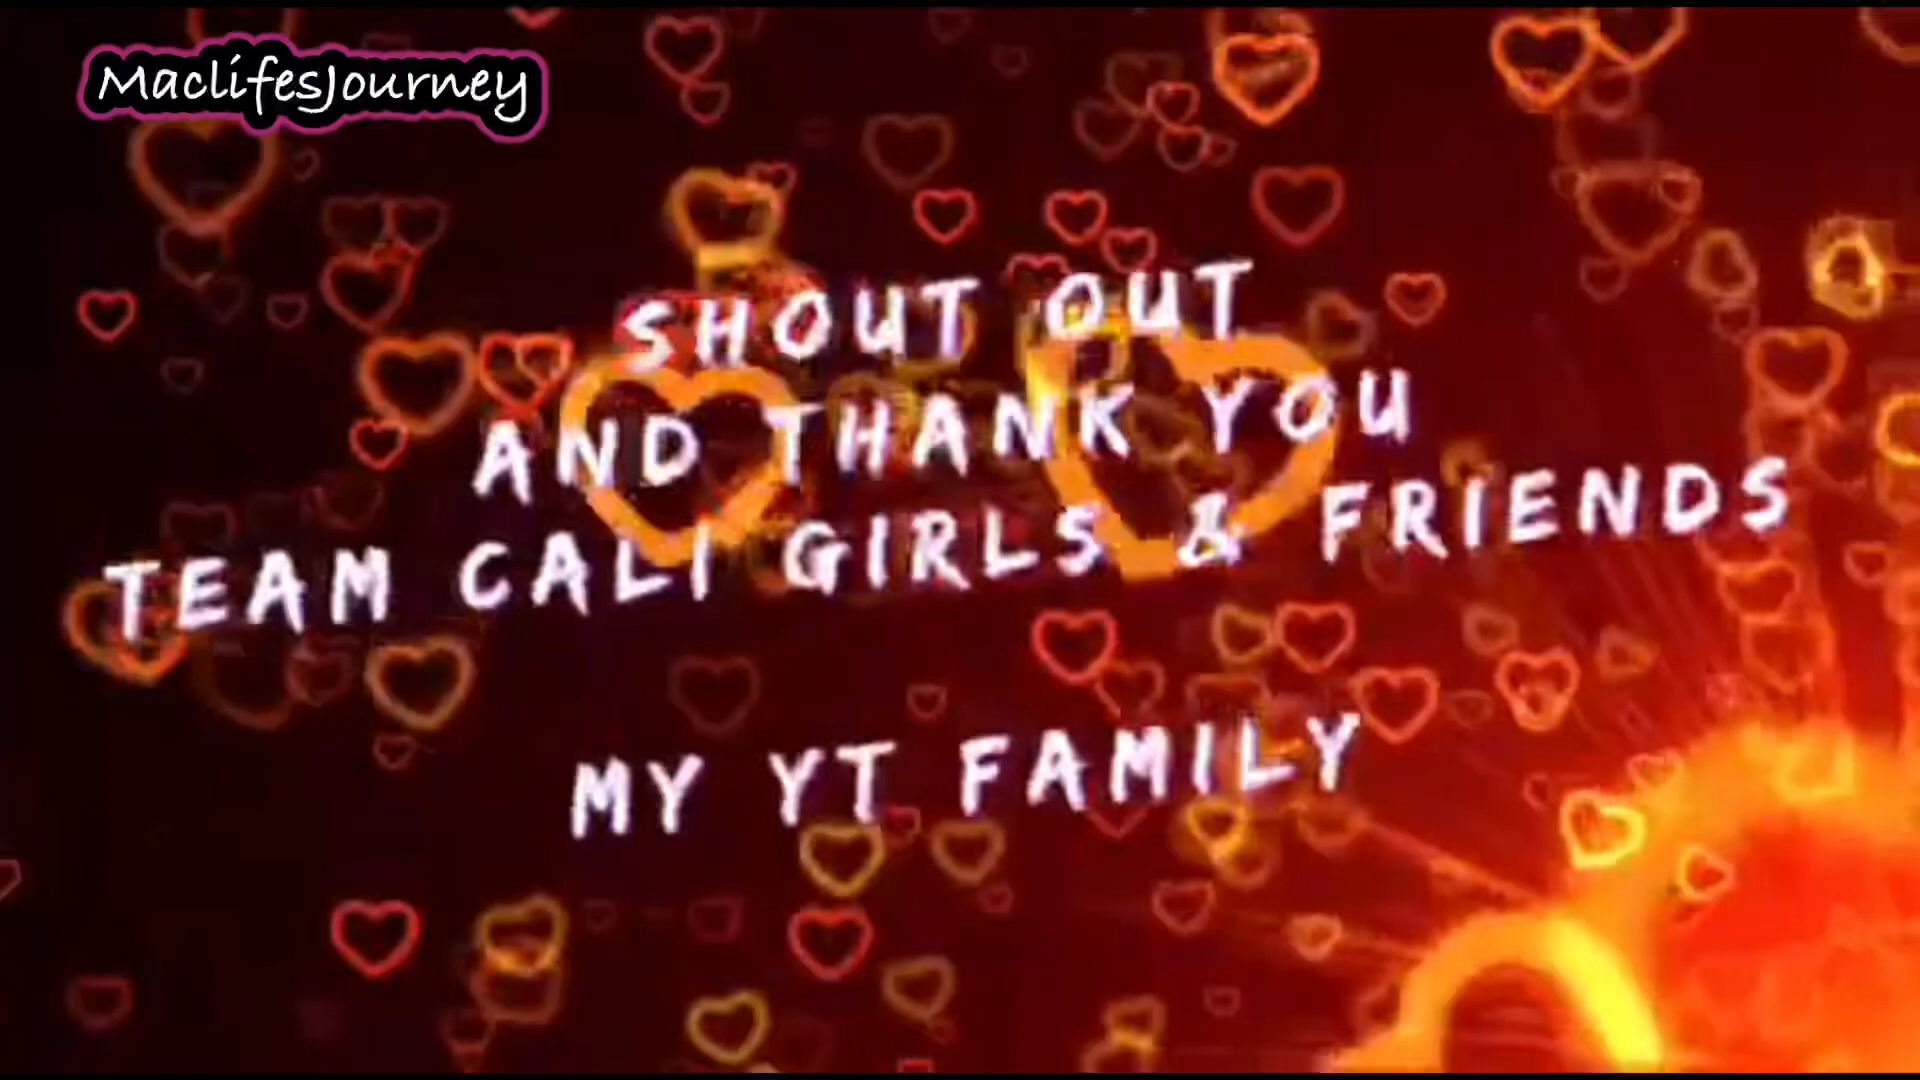 MaclifesJourney
SHOUT OUT
AND THANK YOU
TEAM CALI GIRLS & FRIENDS
MY YT FAMILY